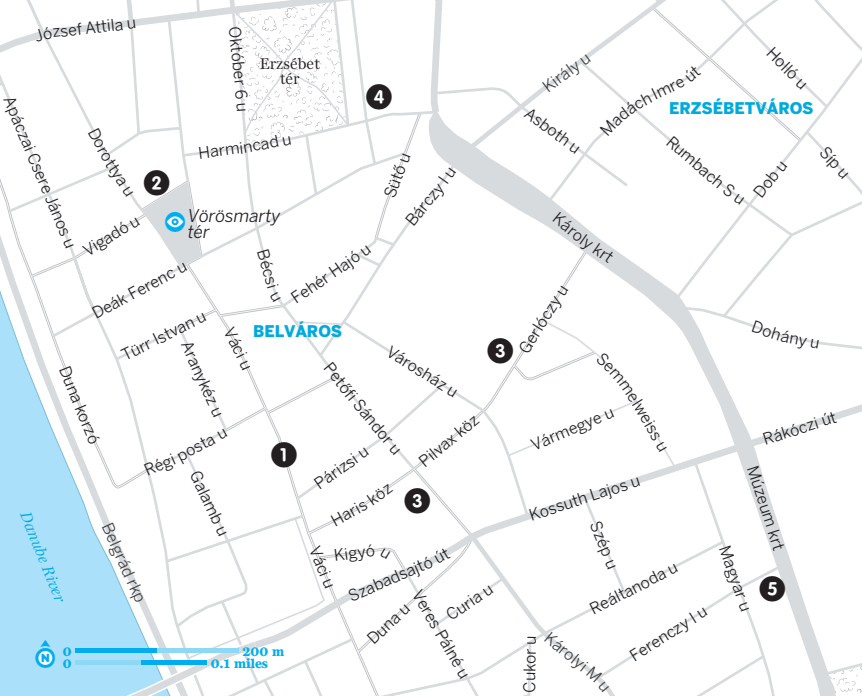 József Attila u
Október 6 u
Erzsébet
tér
4
Király u
Holló u
Madách Imre út
ERZSÉBETVÁROS
Asboth u
Apáczai Csere János u
Dorottya u
Harmincad u
Sütő u
Bárczy I u
Rumbach S u
Dob u
Síp u
2
Vörösmarty
tér
Vigadó u
Károly krt
Deák Ferenc u
Bécsi u
Fehér Hajó u
Türr Istvan u
Váci u
BELVÁROS
Gerlóczy u
3
Dohány u
Aranykéz u
Városház u
Semmelweiss u
Duna korzó
Petőfi Sándor u
Vármegye u
Rákóczi út
Régi posta u
1
Párizsi u
Pilvax köz
Galamb u
Haris köz
3
Kossuth Lajos u
Múzeum krt
Danube River
Belgrád rkp
Váci u
Kigyó u
Szabadsajtó út
Szép u
Magyar u
Reáltanoda u
5
Duna u
Veres Pálné u
Curia u
Cukor u
Károlyi M u
Ferenczy I u
N
0 200 m
0 0.1 miles